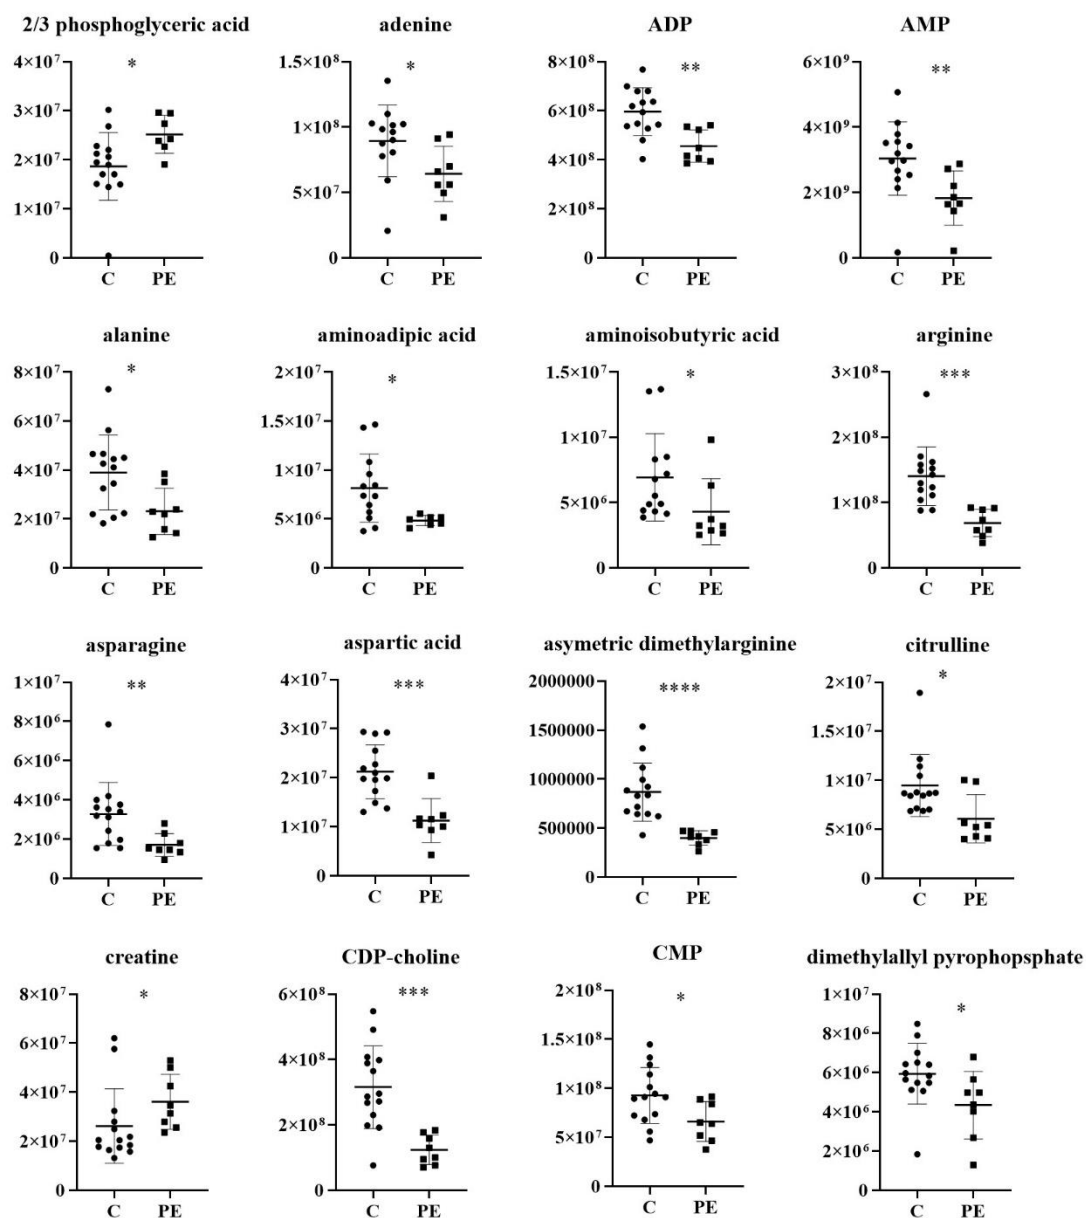 2/3 phosphoglyceric acid
adenine
ADP
AMP
4×10⁷
3×10⁷
2×10⁷
1×10⁷
0
*
C PE
1.5×10⁸
1×10⁸
5×10⁷
0
*
C PE
8×10⁸
6×10⁸
4×10⁸
2×10⁸
0
**
C PE
6×10⁹
4×10⁹
2×10⁹
0
**
C PE
alanine
aminoadipic acid
aminoisobutyric acid
arginine
8×10⁷
6×10⁷
4×10⁷
2×10⁷
0
*
C PE
2×10⁷
1.5×10⁷
1×10⁷
5×10⁶
0
*
C PE
1.5×10⁷
1×10⁷
5×10⁶
0
*
C PE
3×10⁸
2×10⁸
1×10⁸
0
***
C PE
asparagine
aspartic acid
asymetric dimethylarginine
citrulline
1×10⁷
8×10⁶
6×10⁶
4×10⁶
2×10⁶
0
**
C PE
4×10⁷
3×10⁷
2×10⁷
1×10⁷
0
***
C PE
2000000
1500000
1000000
500000
0
****
C PE
2×10⁷
1.5×10⁷
1×10⁷
5×10⁶
0
*
C PE
creatine
CDP-choline
CMP
dimethylallyl pyrophopsphate
8×10⁷
6×10⁷
4×10⁷
2×10⁷
0
*
C PE
6×10⁸
4×10⁸
2×10⁸
0
***
C PE
2×10⁸
2×10⁸
1×10⁸
5×10⁷
0
*
C PE
1×10⁷
8×10⁶
6×10⁶
4×10⁶
2×10⁶
0
*
C PE